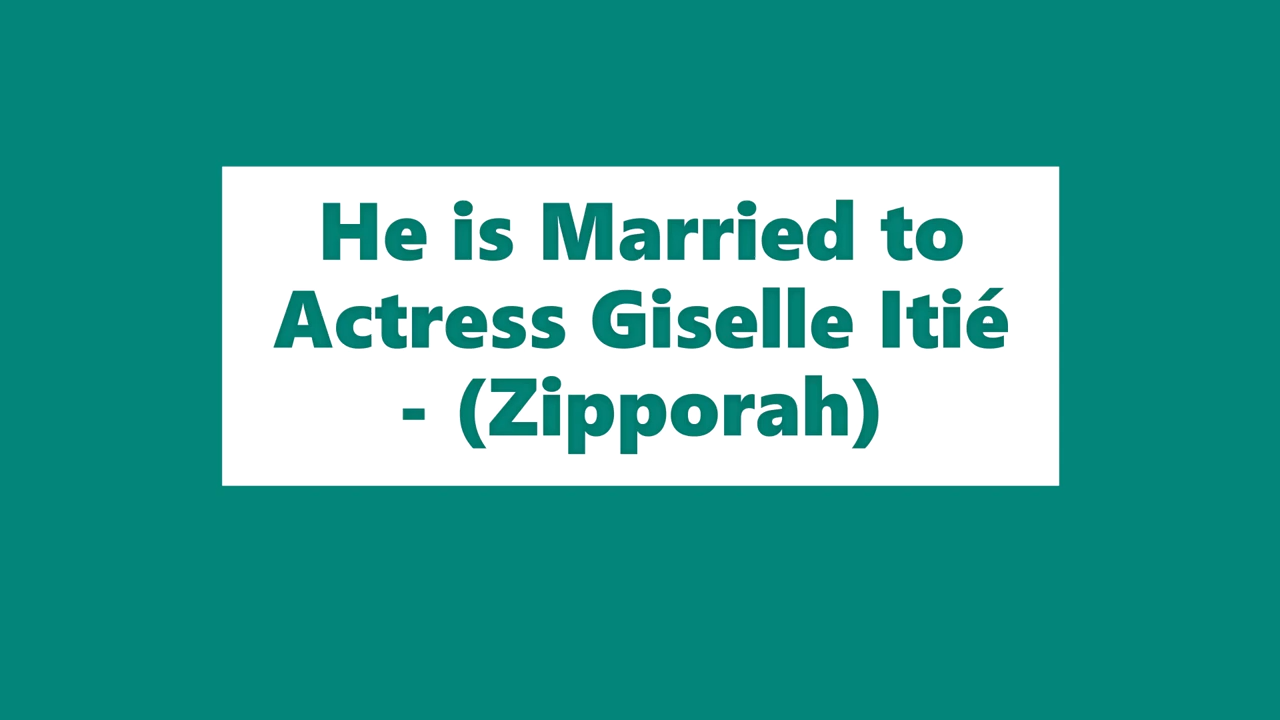 He is Married to
Actress Giselle Itié
- (Zipporah)